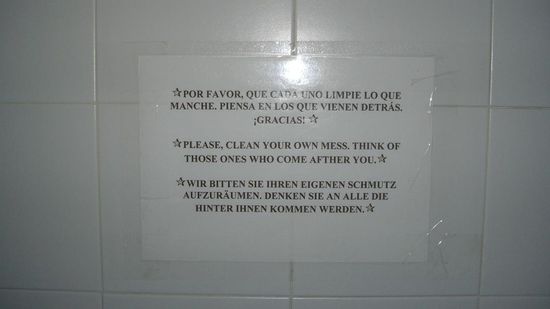 ☆POR FAVOR, QUE CADA UNO LIMPIE LO QUE
MANCHE. PIENSA EN LOS QUE VIENEN DETRÁS.
¡GRACIAS!☆
☆PLEASE, CLEAN YOUR OWN MESS. THINK OF
THOSE ONES WHO COME AFTHER YOU.☆
☆WIR BITTEN SIE IHREN EIGENEN SCHMUTZ
AUFZURÄUMEN. DENKEN SIE AN ALLE DIE
HINTER IHNEN KOMMEN WERDEN.☆